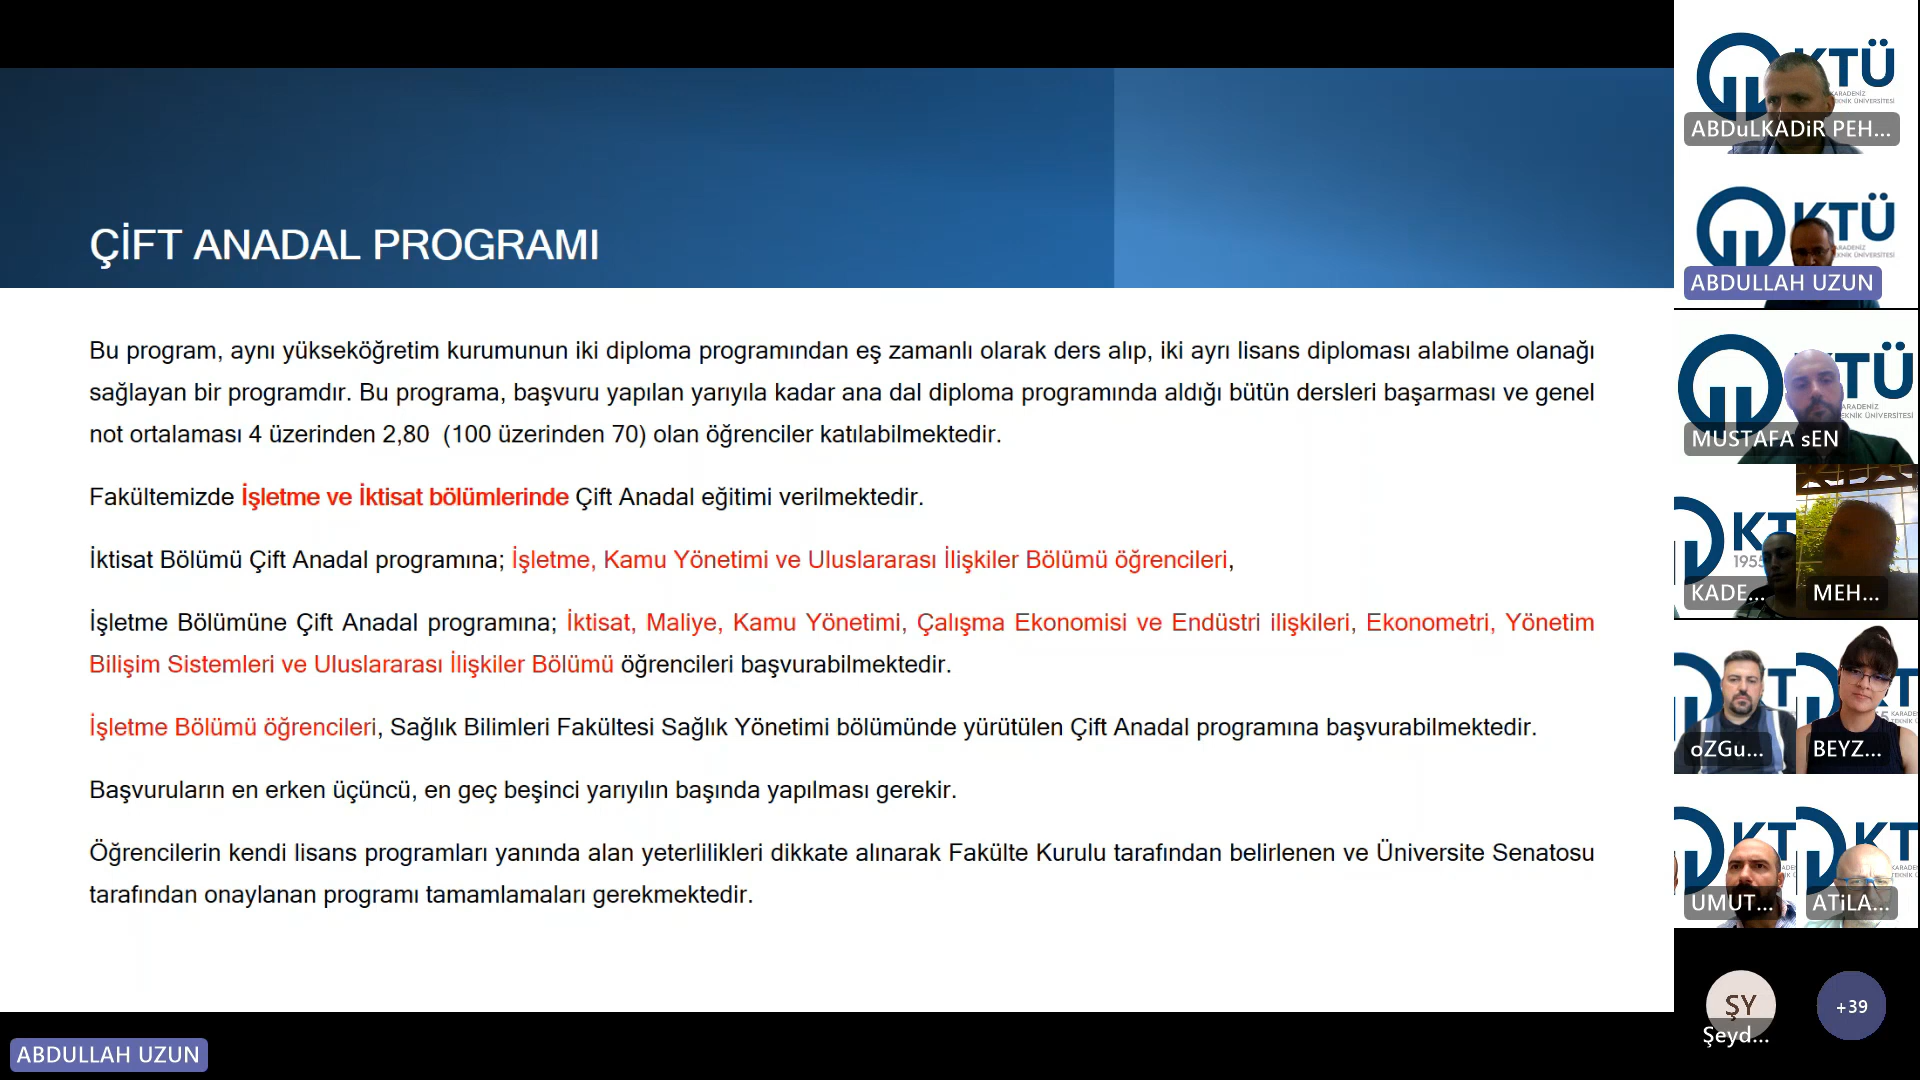 ÇİFT ANADAL PROGRAMI
Bu program, aynı yükseköğretim kurumunun iki diploma programından eş zamanlı olarak ders alıp, iki ayrı lisans diploması alabilme olanağı
sağlayan bir programdır. Bu programa, başvuru yapılan yarıyıla kadar ana dal diploma programında aldığı bütün dersleri başarması ve genel
not ortalaması 4 üzerinden 2,80 (100 üzerinden 70) olan öğrenciler katılabilmektedir.
Fakültemizde İşletme ve İktisat bölümlerinde Çift Anadal eğitimi verilmektedir.
İktisat Bölümü Çift Anadal programına; İşletme, Kamu Yönetimi ve Uluslararası İlişkiler Bölümü öğrencileri,
İşletme Bölümüne Çift Anadal programına; İktisat, Maliye, Kamu Yönetimi, Çalışma Ekonomisi ve Endüstri ilişkileri, Ekonometri, Yönetim
Bilişim Sistemleri ve Uluslararası İlişkiler Bölümü öğrencileri başvurabilmektedir.
İşletme Bölümü öğrencileri, Sağlık Bilimleri Fakültesi Sağlık Yönetimi bölümünde yürütülen Çift Anadal programına başvurabilmektedir.
Başvuruların en erken üçüncü, en geç beşinci yarıyılın başında yapılması gerekir.
Öğrencilerin kendi lisans programları yanında alan yeterlilikleri dikkate alınarak Fakülte Kurulu tarafından belirlenen ve Üniversite Senatosu
tarafından onaylanan programı tamamlamaları gerekmektedir.
ABDULLAH UZUN
KTÜ
ABDuLKADiR PEH...
KTÜ
ABDULLAH UZUN
TÜ
MUSTAFA sEN
KT
1955
KADE...
MEH...
oZGu...
BEYZ...
KT
KT
UMUT...
ATiLA...
ŞY
Şeyd...
+39